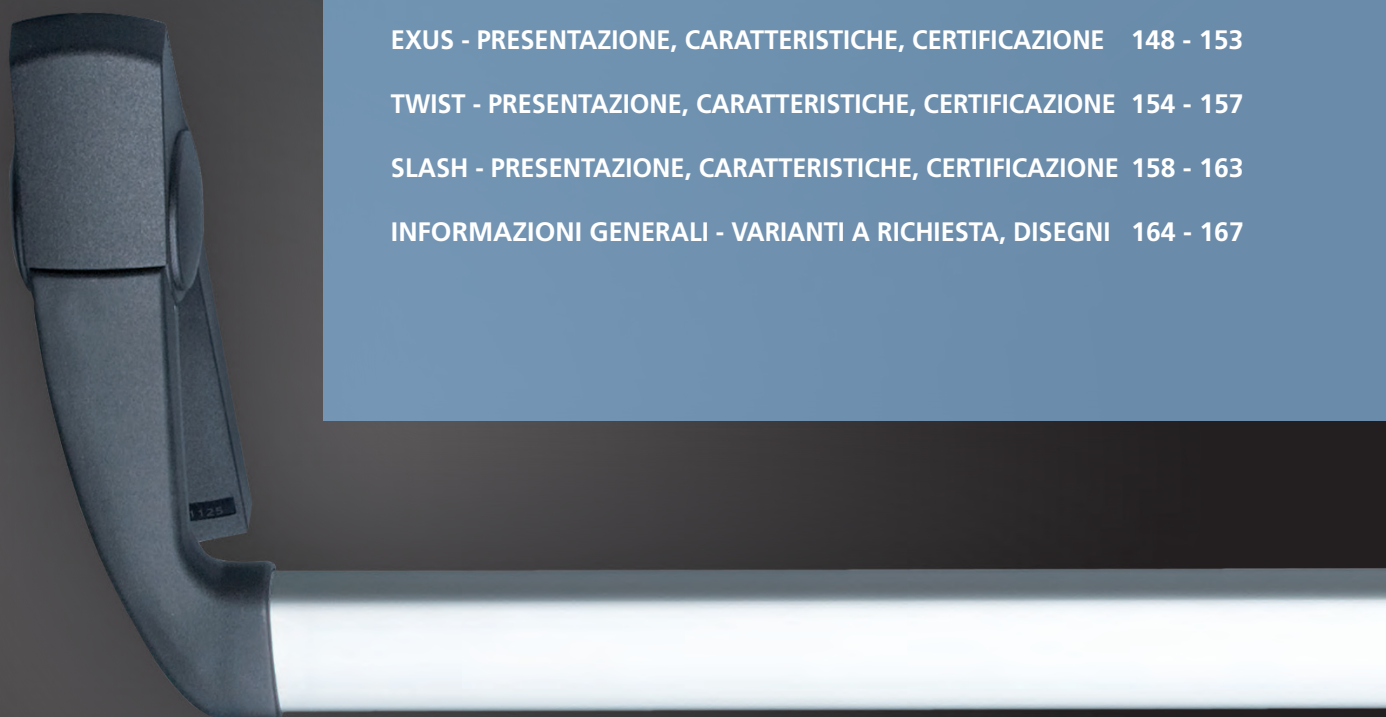 EXUS - PRESENTAZIONE, CARATTERISTICHE, CERTIFICAZIONE 148 - 153
TWIST - PRESENTAZIONE, CARATTERISTICHE, CERTIFICAZIONE 154 - 157
SLASH - PRESENTAZIONE, CARATTERISTICHE, CERTIFICAZIONE 158 - 163
INFORMAZIONI GENERALI - VARIANTI A RICHIESTA, DISEGNI 164 - 167
1125